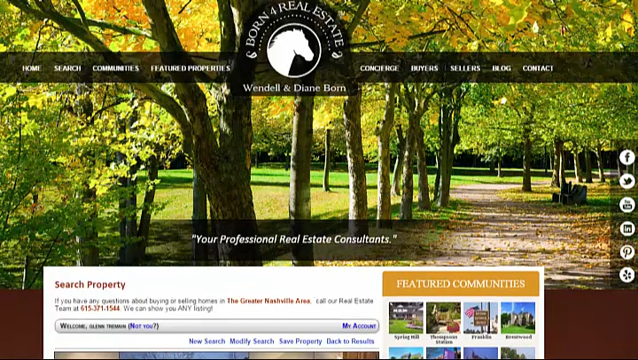 BORN 4 REAL ESTATE
Wendell & Diane Born
HOME SEARCH COMMUNITIES FEATURED PROPERTIES CONCIERGE BUYERS SELLERS BLOG CONTACT
"Your Professional Real Estate Consultants."
Search Property
If you have any questions about buying or selling homes in The Greater Nashville Area, call our Real Estate
Team at 615-371-1544. We can show you ANY listing!
Welcome, glenn tremain (Not you?) My Account
New Search Modify Search Save Property Back to Results
FEATURED COMMUNITIES
Spring Hill Thompsons Station Franklin Brentwood